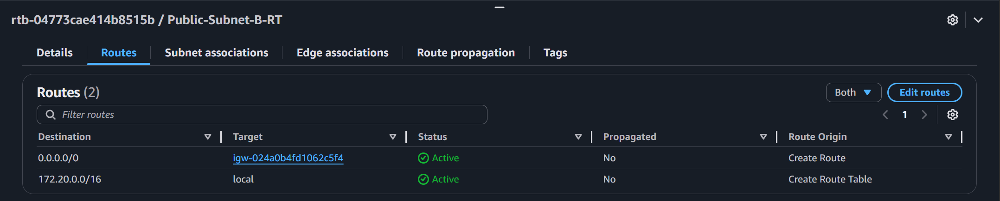 rtb-04773cae414b8515b / Public-Subnet-B-RT
Details Routes Subnet associations Edge associations Route propagation Tags
Routes (2) Both Edit routes
Filter routes 1
Destination Target Status Propagated Route Origin
0.0.0.0/0 igw-024a0b4fd1062c5f4 Active No Create Route
172.20.0.0/16 local Active No Create Route Table